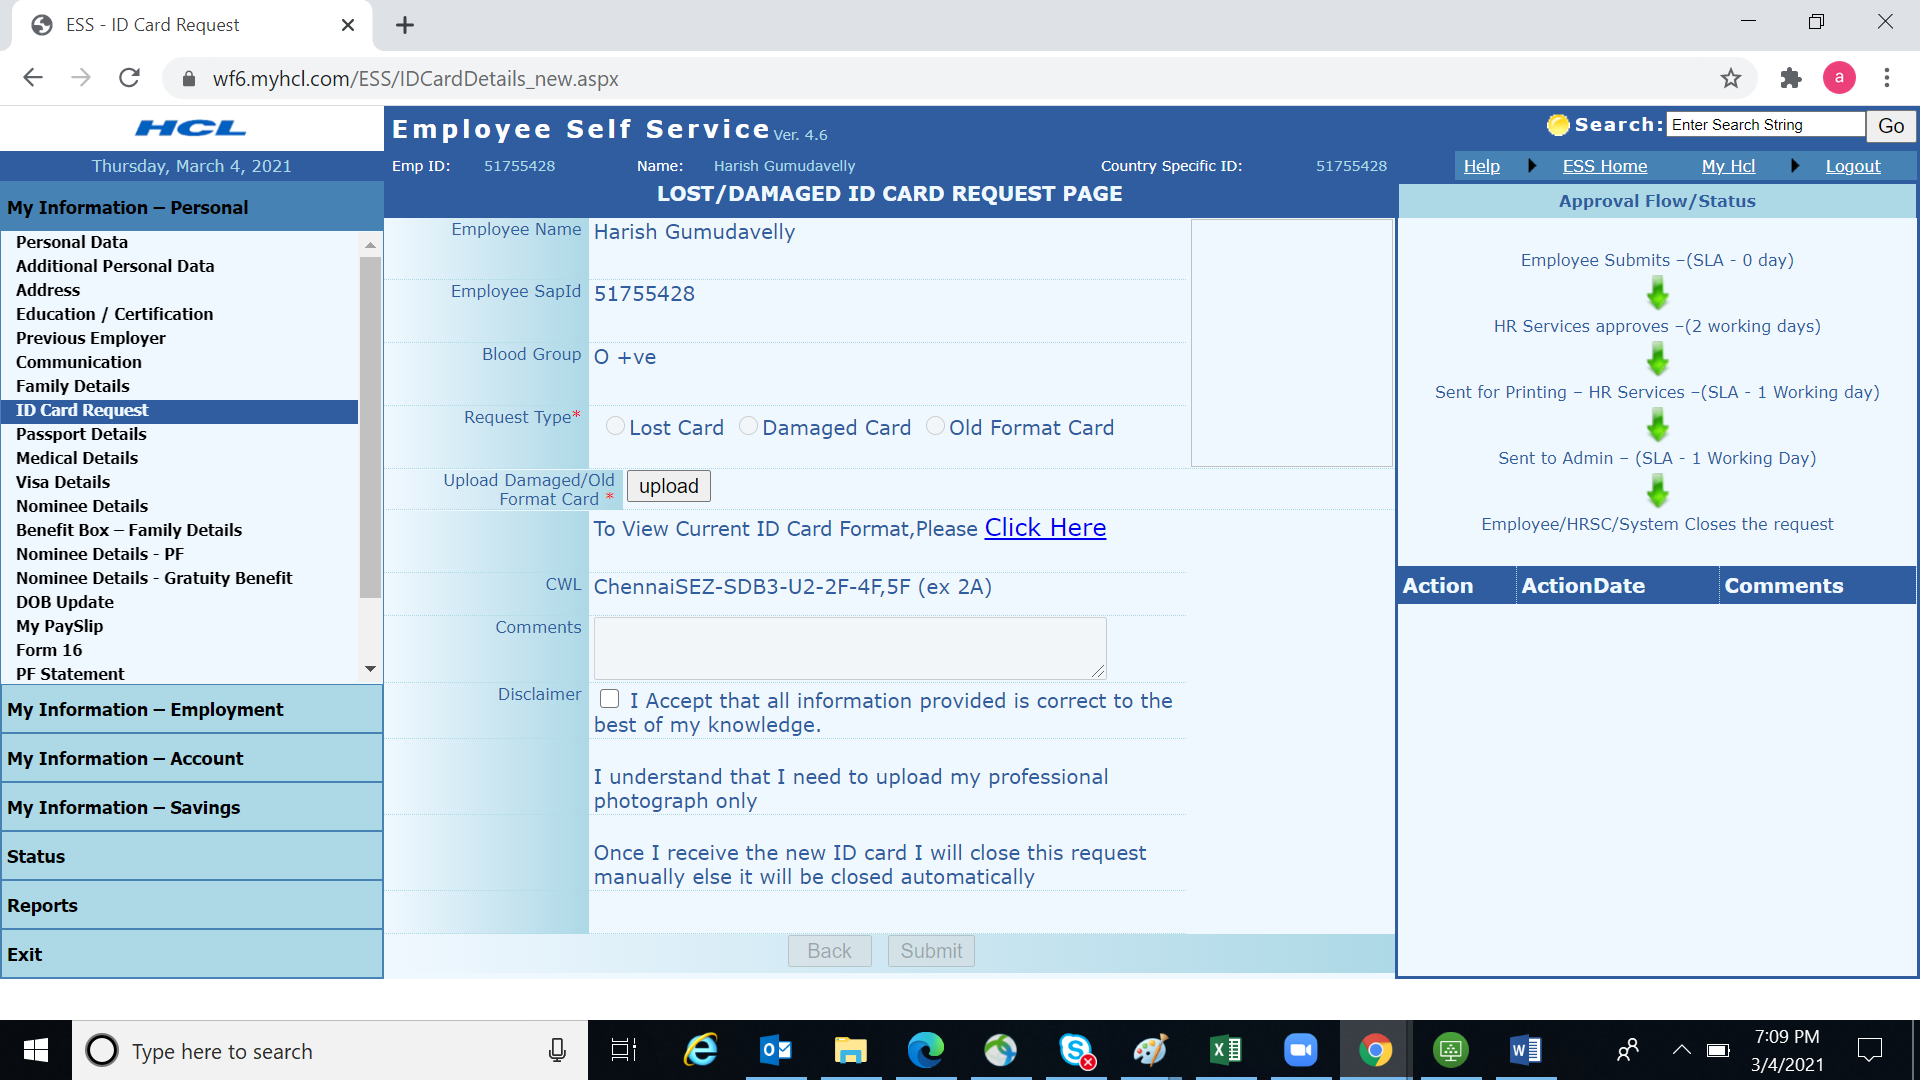 ESS - ID Card Request
wf6.myhcl.com/ESS/IDCardDetails_new.aspx
a
HCL
Employee Self Service Ver. 4.6
Search: Enter Search String Go
Thursday, March 4, 2021
Emp ID: 51755428 Name: Harish Gumudavelly Country Specific ID: 51755428
Help ESS Home My Hcl Logout
LOST/DAMAGED ID CARD REQUEST PAGE
My Information – Personal
Personal Data
Additional Personal Data
Address
Education / Certification
Previous Employer
Communication
Family Details
ID Card Request
Passport Details
Medical Details
Visa Details
Nominee Details
Benefit Box – Family Details
Nominee Details - PF
Nominee Details - Gratuity Benefit
DOB Update
My PaySlip
Form 16
PF Statement
My Information – Employment
My Information – Account
My Information – Savings
Status
Reports
Exit
Employee Name Harish Gumudavelly
Employee SapId 51755428
Blood Group O +ve
Request Type* Lost Card Damaged Card Old Format Card
Upload Damaged/Old
Format Card * upload
To View Current ID Card Format,Please Click Here
CWL ChennaiSEZ-SDB3-U2-2F-4F,5F (ex 2A)
Comments
Disclaimer I Accept that all information provided is correct to the
best of my knowledge.
I understand that I need to upload my professional
photograph only
Once I receive the new ID card I will close this request
manually else it will be closed automatically
Back Submit
Approval Flow/Status
Employee Submits –(SLA - 0 day)
HR Services approves –(2 working days)
Sent for Printing – HR Services –(SLA - 1 Working day)
Sent to Admin – (SLA - 1 Working Day)
Employee/HRSC/System Closes the request
Action ActionDate Comments
Type here to search
7:09 PM
3/4/2021